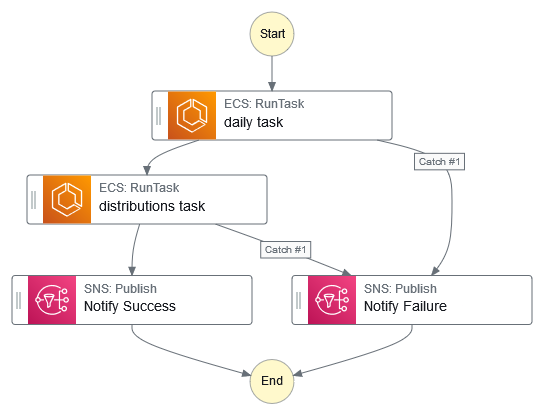 Start
ECS: RunTask
daily task
Catch #1
ECS: RunTask
distributions task
Catch #1
SNS: Publish
Notify Success
SNS: Publish
Notify Failure
End